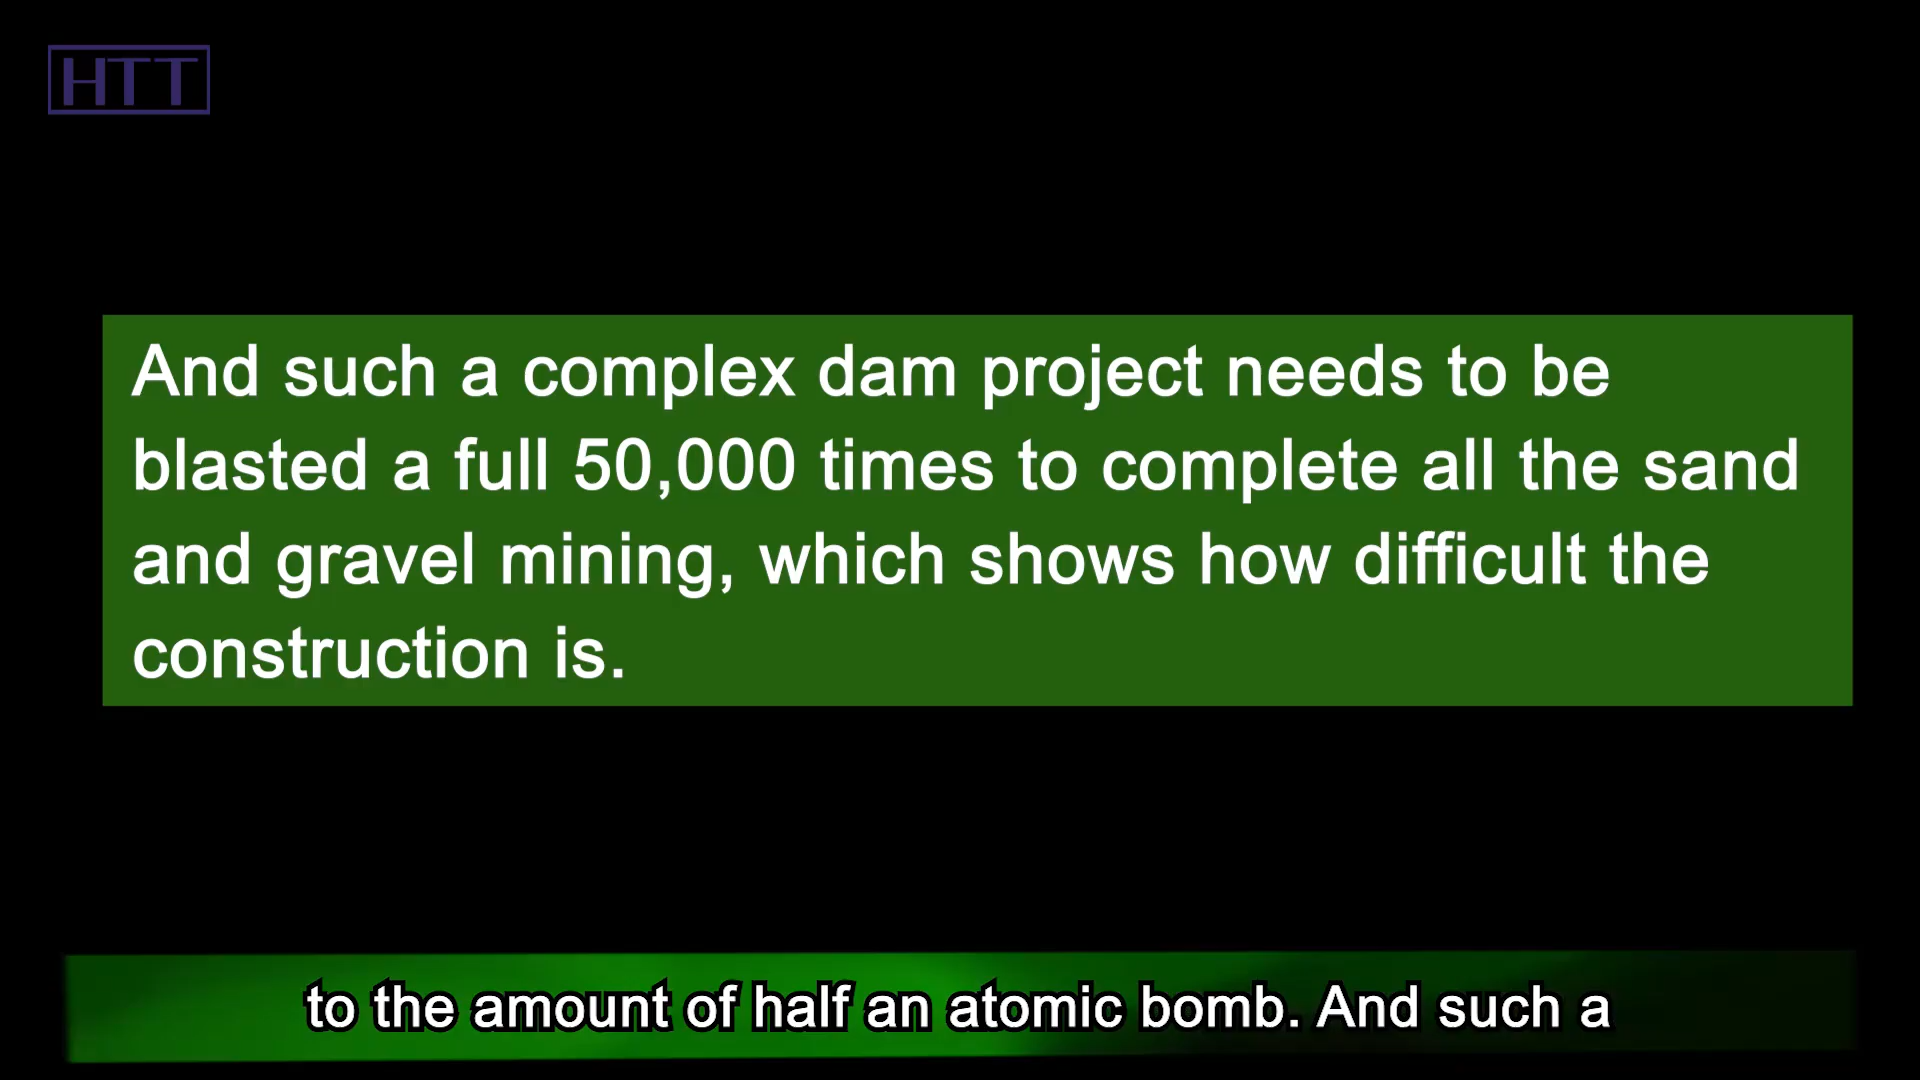 HTT
And such a complex dam project needs to be
blasted a full 50,000 times to complete all the sand
and gravel mining, which shows how difficult the
construction is.
to the amount of half an atomic bomb. And such a